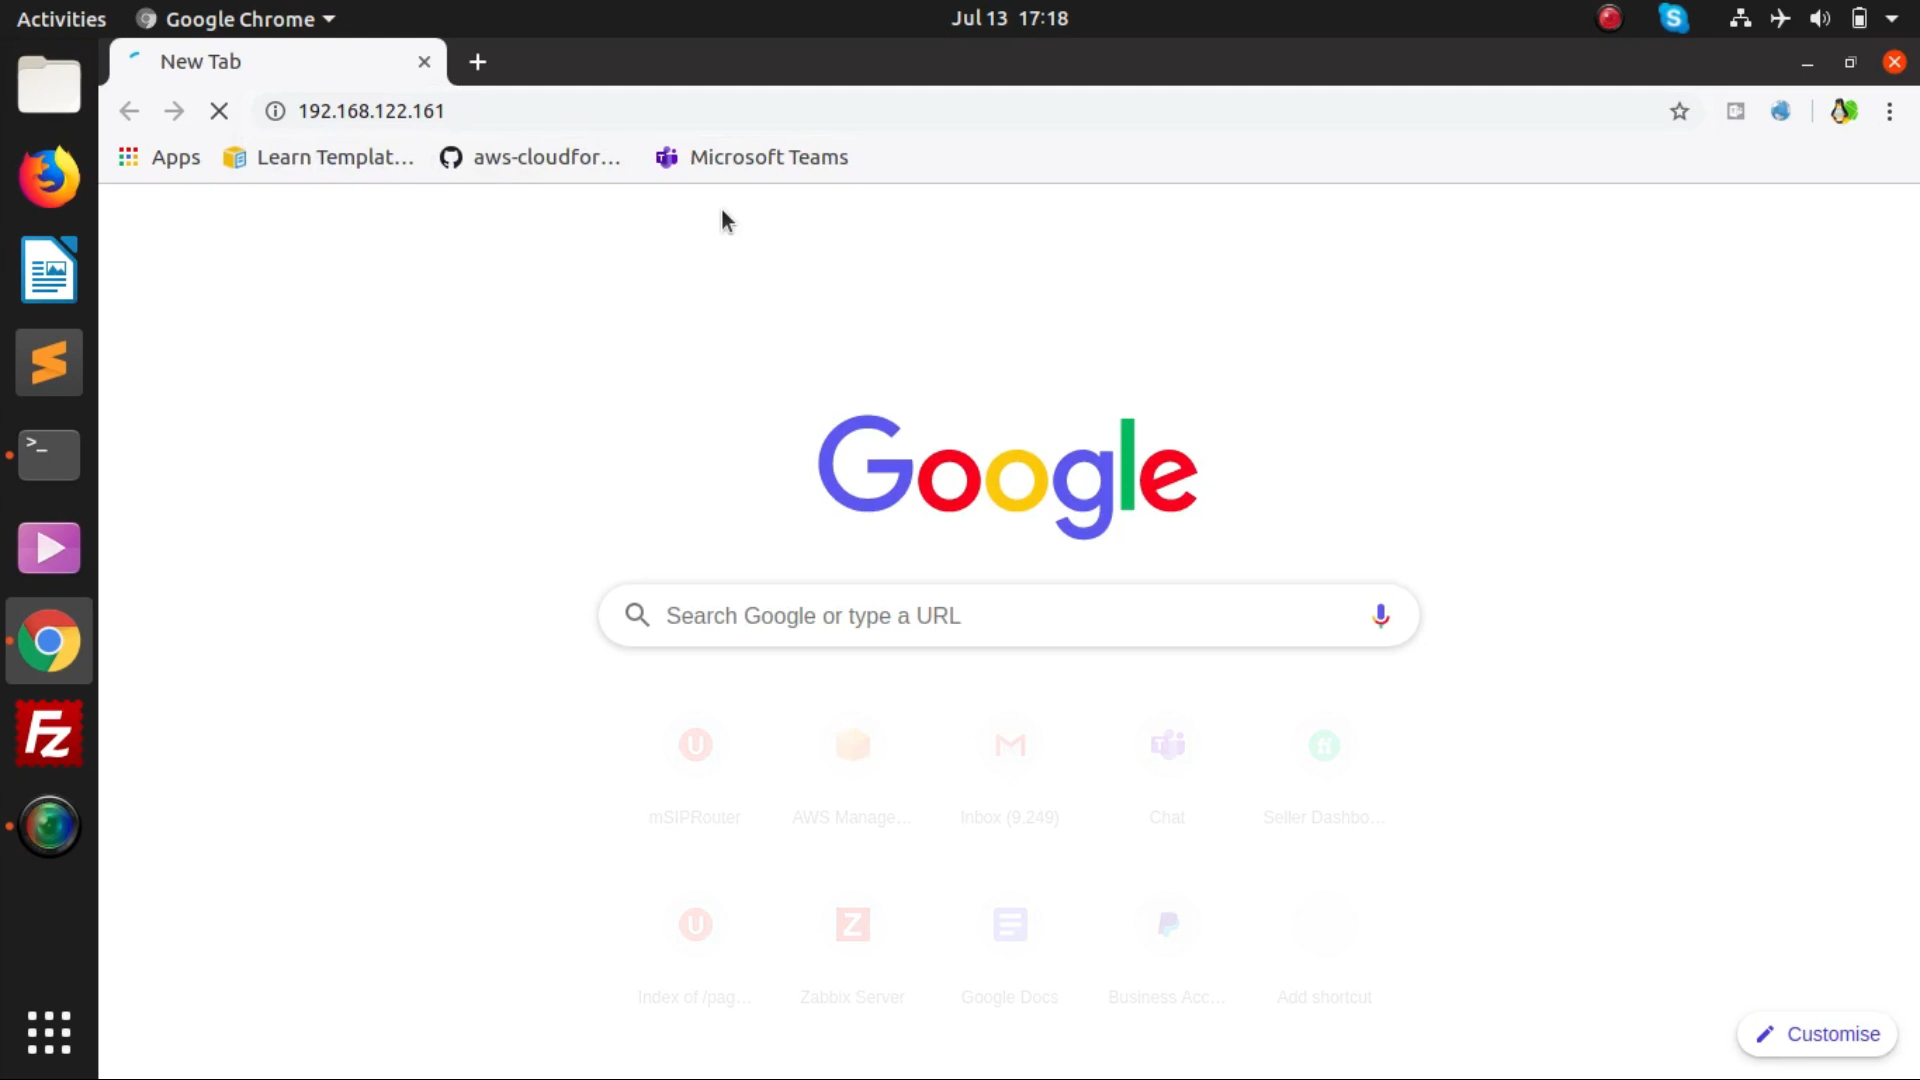 Activities
Google Chrome
Jul 13 17:18
New Tab
192.168.122.161
Apps
Learn Templat...
aws-cloudfor...
Microsoft Teams
Google
Search Google or type a URL
mSIPRouter
AWS Manage...
Inbox (9,249)
Chat
Seller Dashbo...
Index of /pag...
Zabbix Server
Google Docs
Business Acc...
Add shortcut
Customise